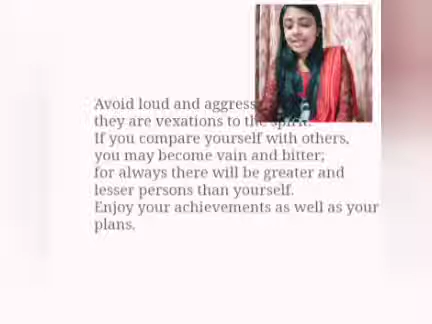 Avoid loud and
they are vexations to the spirit.
If you compare yourself with others,
you may become vain and bitter;
for always there will be greater and
lesser persons than yourself.
Enjoy your achievements as well as your
plans.